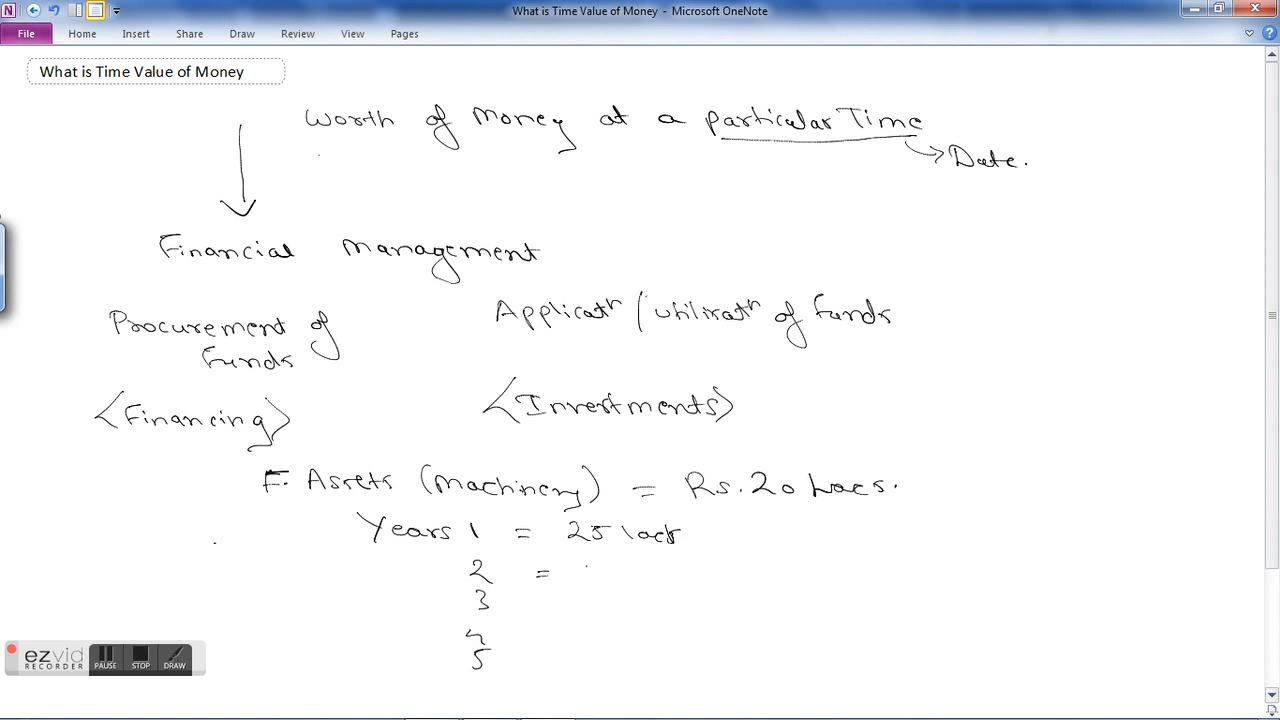 What is Time Value of Money - Microsoft OneNote
File Home Insert Share Draw Review View Pages
What is Time Value of Money
Worth of Money at a particular Time
Date.
Financial Management
Procurement of Funds
Applicatn / utilisatn of funds
<Financing>
<Investments>
F. Assets (Machinery) = Rs. 20 Lacs.
Years 1 = 25 lacs
2 =
3
4
5
ezvid
RECORDER
PAUSE STOP DRAW